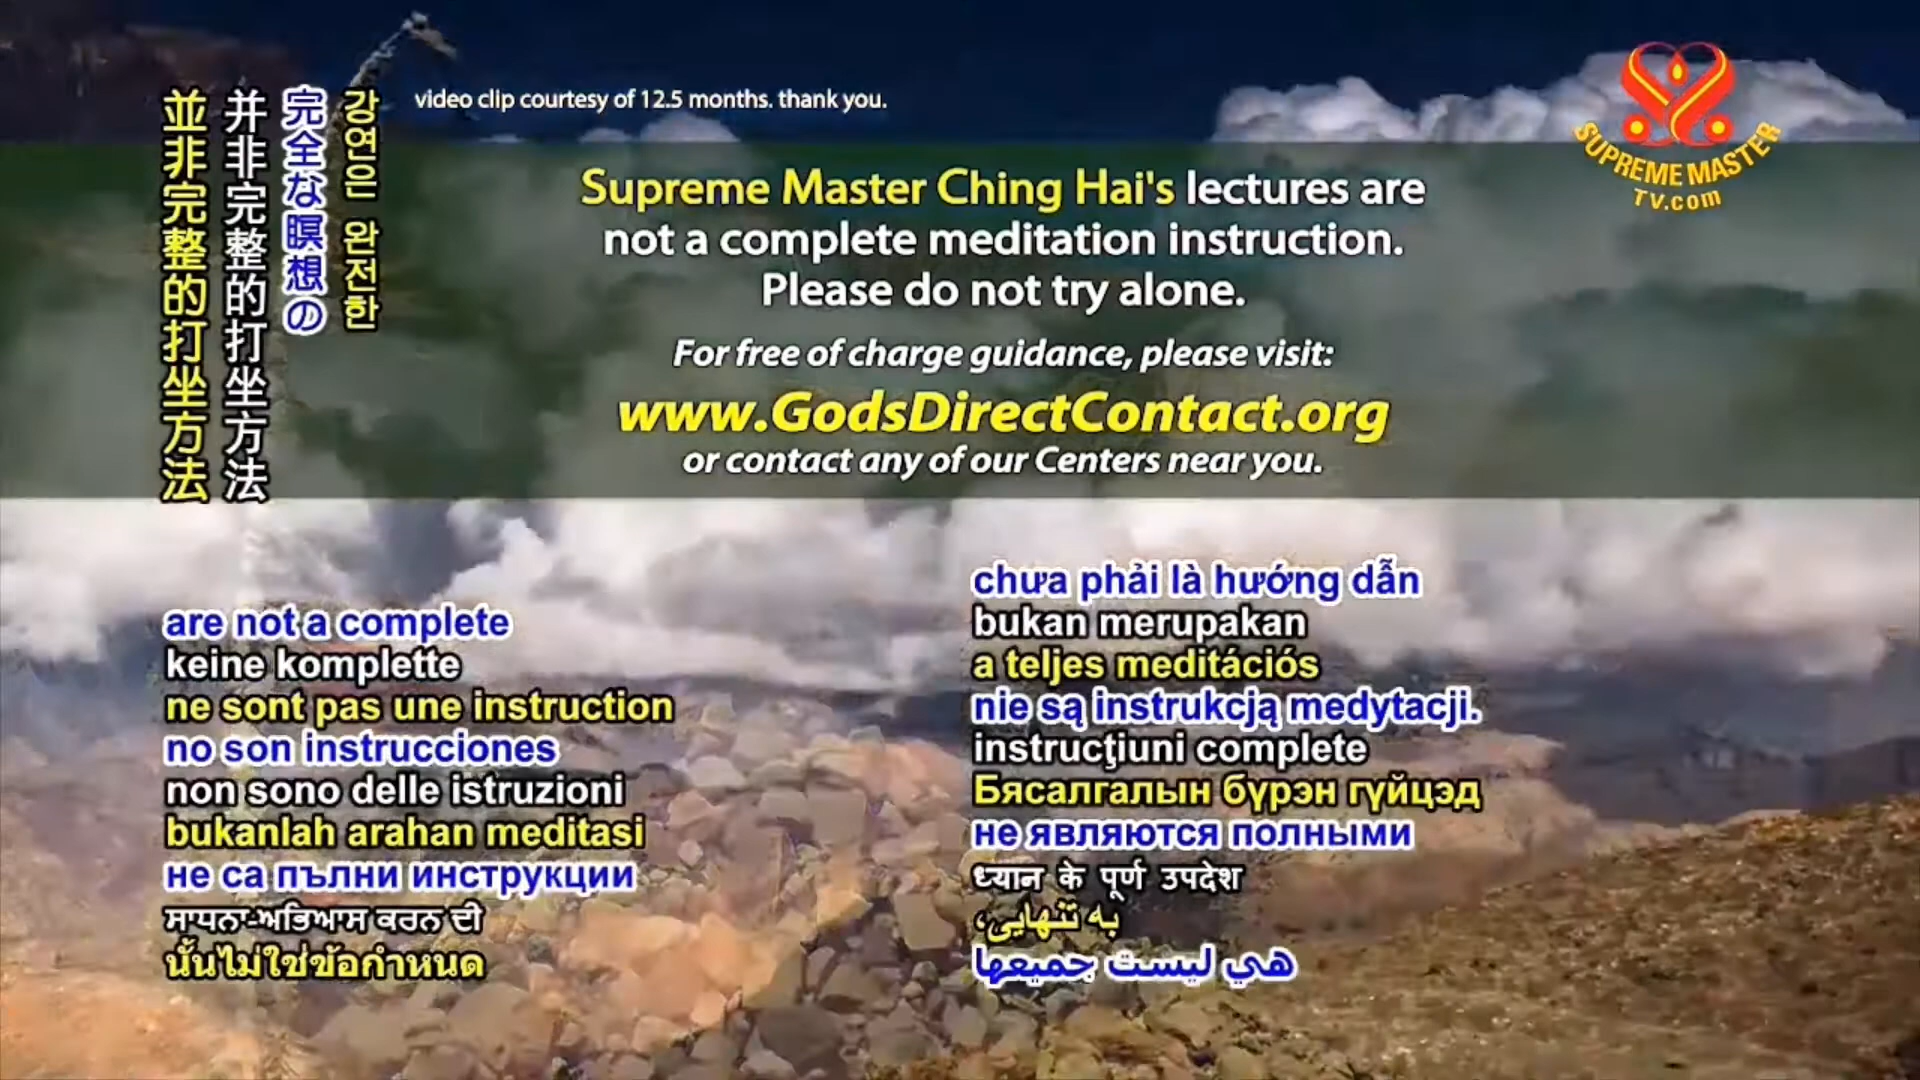 video clip courtesy of 12.5 months. thank you.
SUPREME MASTER
TV.com
Supreme Master Ching Hai's lectures are
not a complete meditation instruction.
Please do not try alone.
For free of charge guidance, please visit:
www.GodsDirectContact.org
or contact any of our Centers near you.
강연은 완전한
完全な瞑想の
并非完整的打坐方法
並非完整的打坐方法
are not a complete
keine komplette
ne sont pas une instruction
no son instrucciones
non sono delle istruzioni
bukanlah arahan meditasi
не са пълни инструкции
ਸਾਧਨਾ-ਅਭਿਆਸ ਕਰਨ ਦੀ
นั้นไม่ใช่ข้อกำหนด
chưa phải là hướng dẫn
bukan merupakan
a teljes meditációs
nie są instrukcją medytacji.
instrucţiuni complete
Бясалгалын бүрэн гүйцэд
не являются полными
ध्यान के पूर्ण उपदेश
به تنهایی،
هي ليست جميعها